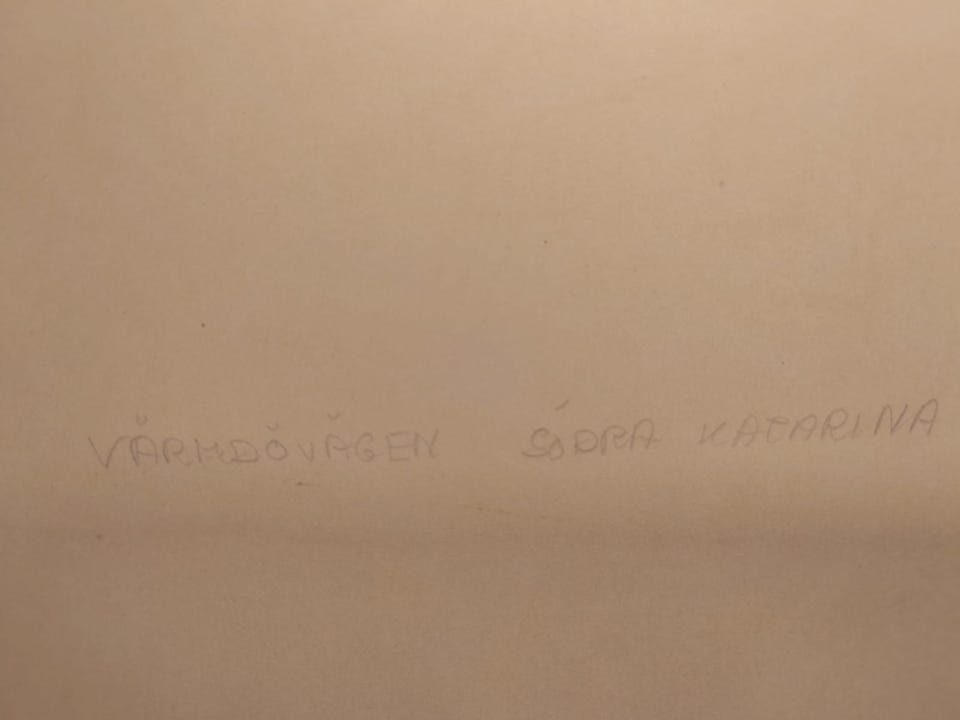 VÄRMDÖVÄGEN SÖDRA KATARINA